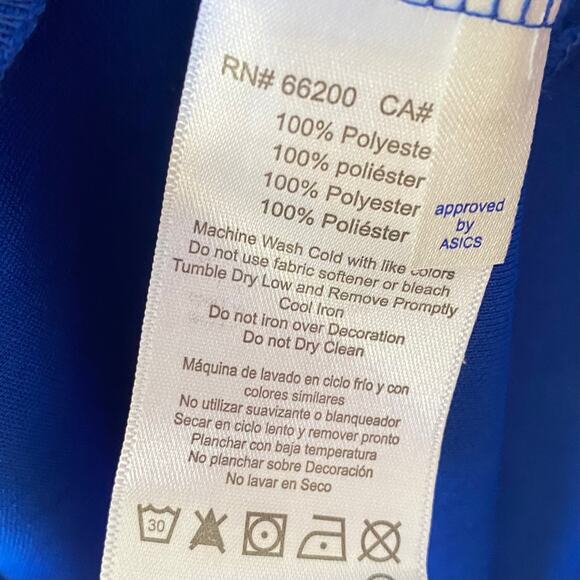 RN# 66200 CA#
100% Polyeste
100% poliéster
100% Polyester
100% Poliéster
approved
by
ASICS
Machine Wash Cold with like colors
Do not use fabric softener or bleach
Tumble Dry Low and Remove Promptly
Cool Iron
Do not iron over Decoration
Do not Dry Clean
Máquina de lavado en ciclo frío y con
colores similares
No utilizar suavizante o blanqueador
Secar en ciclo lento y remover pronto
Planchar con baja temperatura
No planchar sobre Decoración
No lavar en Seco
30